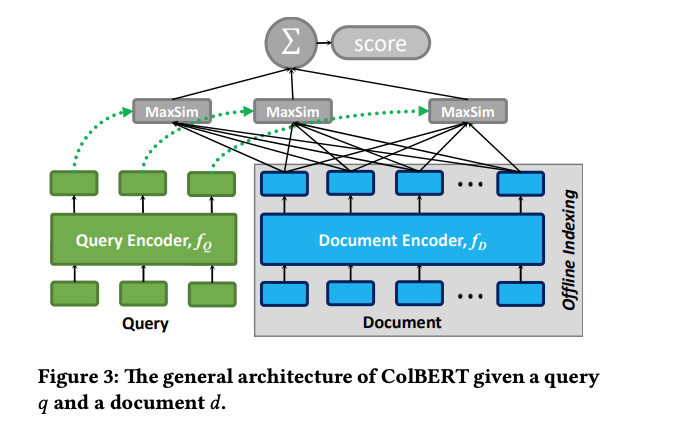 Σ
score
MaxSim
MaxSim
MaxSim
Query Encoder, f_Q
Document Encoder, f_D
Offline Indexing
Query
Document
Figure 3: The general architecture of ColBERT given a query
q and a document d.